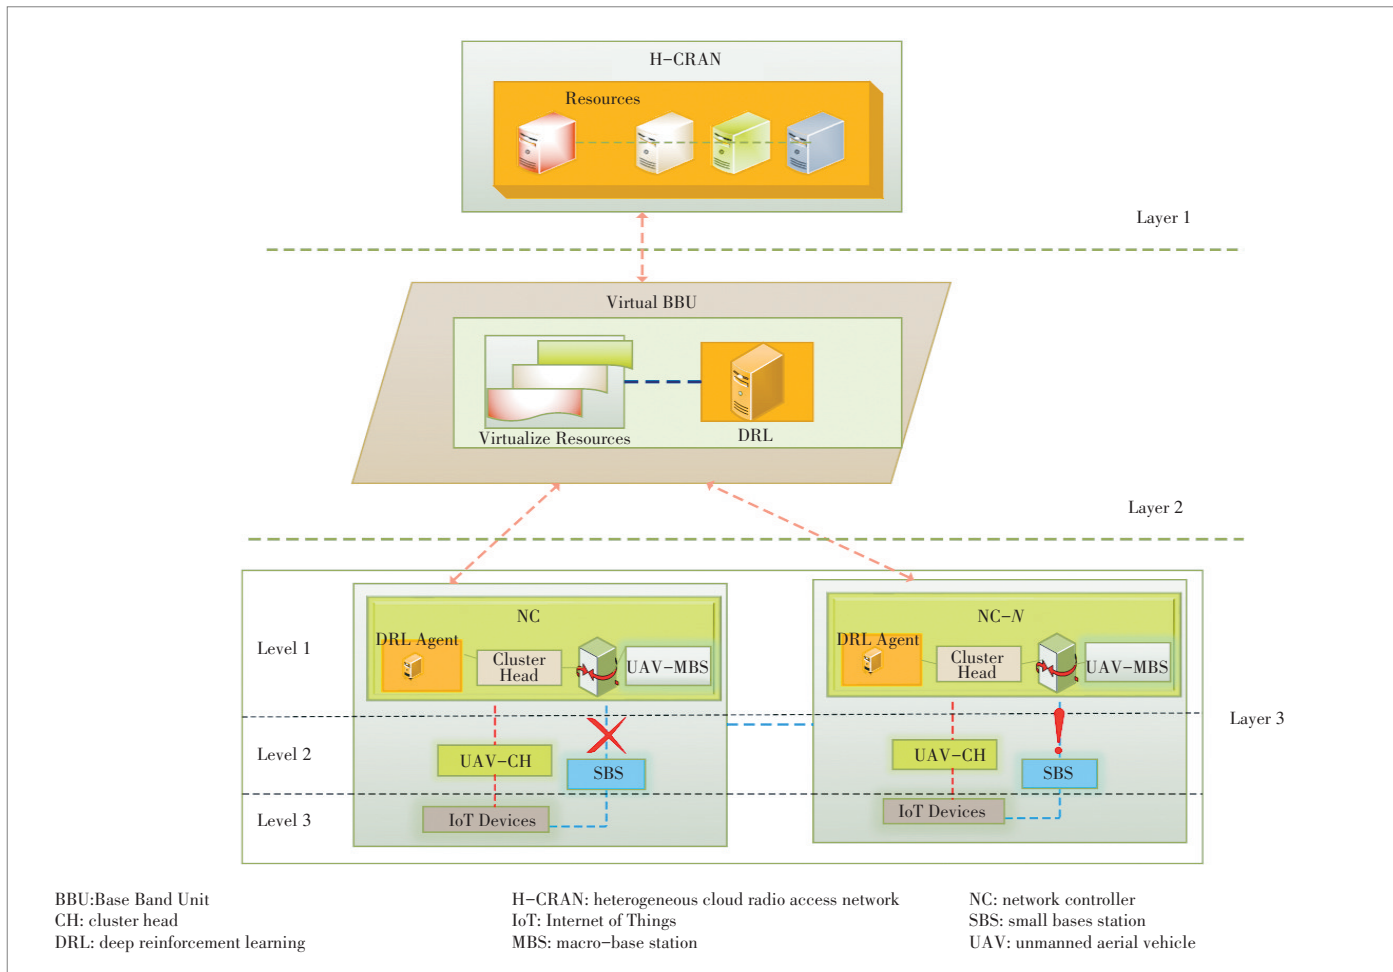 H-CRAN
Resources
Layer 1
Virtual BBU
Virtualize Resources
DRL
Layer 2
Level 1
NC
DRL Agent
Cluster
Head
UAV-MBS
NC-N
DRL Agent
Cluster
Head
UAV-MBS
Layer 3
Level 2
UAV-CH
SBS
UAV-CH
SBS
Level 3
IoT Devices
IoT Devices
BBU:Base Band Unit
CH: cluster head
DRL: deep reinforcement learning
H-CRAN: heterogeneous cloud radio access network
IoT: Internet of Things
MBS: macro-base station
NC: network controller
SBS: small bases station
UAV: unmanned aerial vehicle